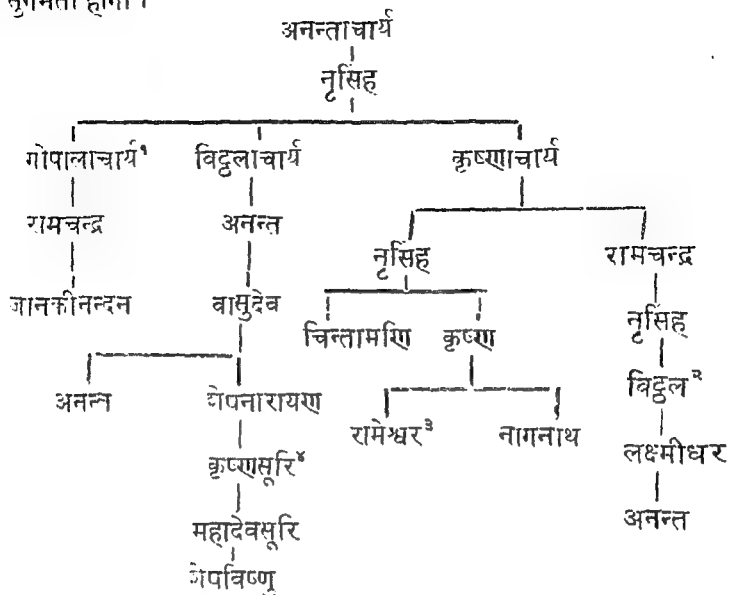 सुगमता होगी ।
अनन्ताचार्य
नृसिंह
गोपालाचार्य¹ विट्ठलाचार्य कृष्णाचार्य
रामचन्द्र अनन्त
नृसिंह रामचन्द्र
जानकीनन्दन वासुदेव
चिन्तामणि कृष्ण नृसिंह
अनन्त शेषनारायण विट्ठल²
रामेश्वर³ नागनाथ
कृष्णसूरि⁴ लक्ष्मीधर
महादेवसूरि अनन्त
शेषविष्णु